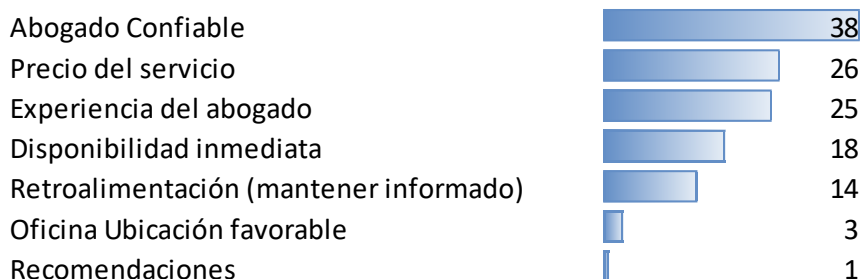 Abogado Confiable 38
Precio del servicio 26
Experiencia del abogado 25
Disponibilidad inmediata 18
Retroalimentación (mantener informado) 14
Oficina Ubicación favorable 3
Recomendaciones 1